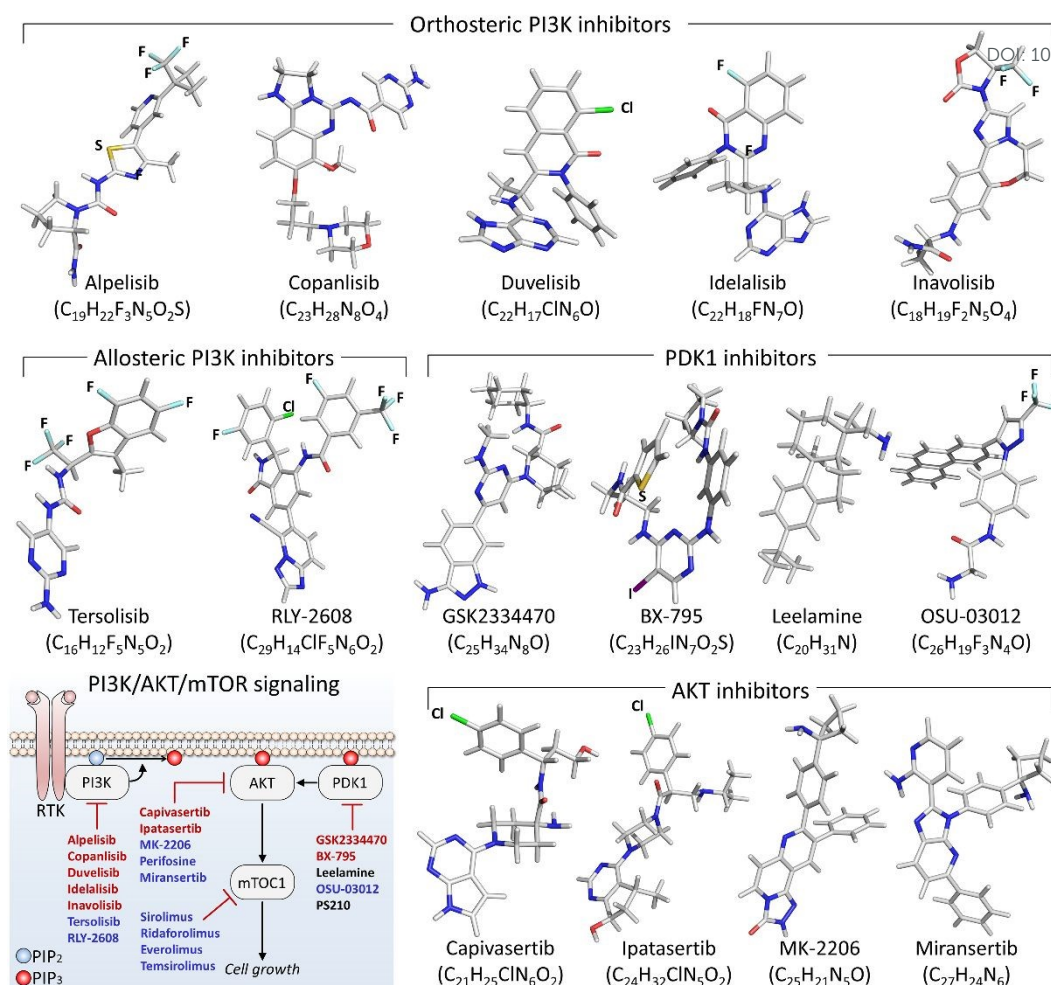 Orthosteric PI3K inhibitors
DOI: 10
F
F
F
S
Cl
F
F
F
F
Alpelisib
(C₁₉H₂₂F₃N₅O₂S)
Copanlisib
(C₂₃H₂₈N₈O₄)
Duvelisib
(C₂₂H₁₇ClN₆O)
Idelalisib
(C₂₂H₁₈FN₇O)
Inavolisib
(C₁₈H₁₉F₂N₅O₄)
Allosteric PI3K inhibitors
PDK1 inhibitors
F
F
F
F
F
F
Cl
F
F
F
F
S
I
F
F
Tersolisib
(C₁₆H₁₂F₅N₅O₂)
RLY-2608
(C₂₉H₁₄ClF₅N₆O₂)
GSK2334470
(C₂₅H₃₄N₈O)
BX-795
(C₂₃H₂₆IN₇O₂S)
Leelamine
(C₂₀H₃₁N)
OSU-03012
(C₂₆H₁₉F₃N₄O)
PI3K/AKT/mTOR signaling
PI3K
AKT
PDK1
RTK
Alpelisib
Copanlisib
Duvelisib
Idelalisib
Inavolisib
Tersolisib
RLY-2608
Capivasertib
Ipatasertib
MK-2206
Perifosine
Miransertib
GSK2334470
BX-795
Leelamine
OSU-03012
PS210
mTOC1
Sirolimus
Ridaforolimus
Everolimus
Temsirolimus
PIP₂
PIP₃
Cell growth
AKT inhibitors
Cl
Cl
Capivasertib
(C₂₁H₂₅ClN₆O₂)
Ipatasertib
(C₂₄H₃₂ClN₅O₂)
MK-2206
(C₂₅H₂₁N₅O)
Miransertib
(C₂₇H₂₄N₆)